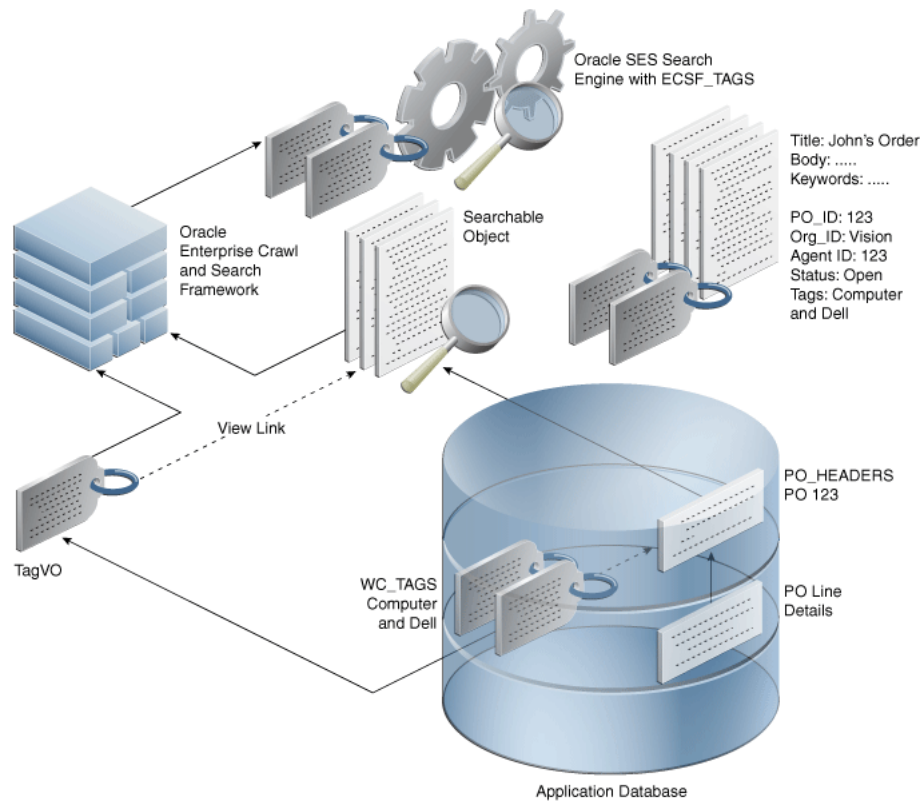 Oracle SES Search
Engine with ECSF_TAGS
Title: John's Order
Body: .....
Keywords: .....
PO_ID: 123
Org_ID: Vision
Agent ID: 123
Status: Open
Tags: Computer
and Dell
Oracle
Enterprise Crawl
and Search
Framework
Searchable
Object
View Link
TagVO
PO_HEADERS
PO 123
WC_TAGS
Computer
and Dell
PO Line
Details
Application Database